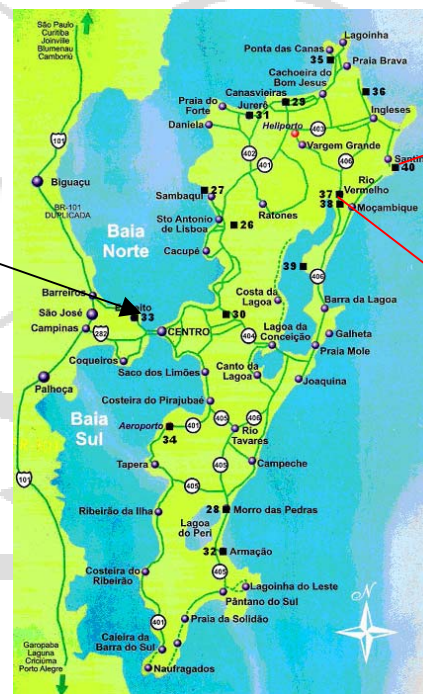 São Paulo
Curitiba
Joinville
Blumenau
Camboriú
Lagoinha
Ponta das Canas
35
Praia Brava
Cachoeira do
Bom Jesus
Canasvieiras
36
29
Praia do
Forte
Jurerê
31
Ingleses
Daniela
Heliporto
403
Vargem Grande
101
402
401
406
40
Biguaçu
Rio
Vermelho
27
37
Sambaqui
38
Moçambique
BR-101
DUPLICADA
Ratones
Sto Antonio
de Lisboa
26
Baia
Norte
Cacupé
39
406
Costa da
Lagoa
Barreiros
Barra da Lagoa
33
30
São José
CENTRO
Campinas
282
404
Lagoa da
Conceição
Galheta
Praia Mole
Coqueiros
Saco dos Limões
Canto da
Lagoa
Joaquina
Palhoça
Costeira do Pirajubaé
Baia
Sul
Aeroporto
401
405
406
Rio
Tavares
34
Tapera
405
Campeche
101
405
Ribeirão da Ilha
28
Morro das Pedras
Lagoa
do Peri
32
Armação
Costeira do
Ribeirão
405
Lagoinha do Leste
Pântano do Sul
401
Praia da Solidão
N
Caieira da
Barra do Sul
Garopaba
Laguna
Criciúma
Porto Alegre
Naufragados